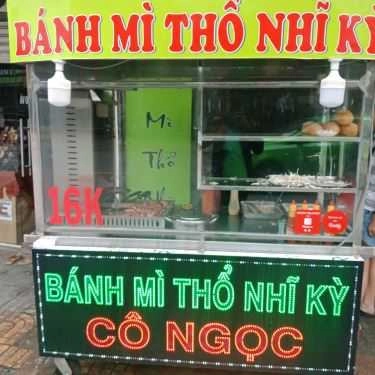 BÁNH MÌ THỔ NHĨ KỲ
Mì
Thổ
16K
BÁNH MÌ THỔ NHĨ KỲ
CÔ NGỌC